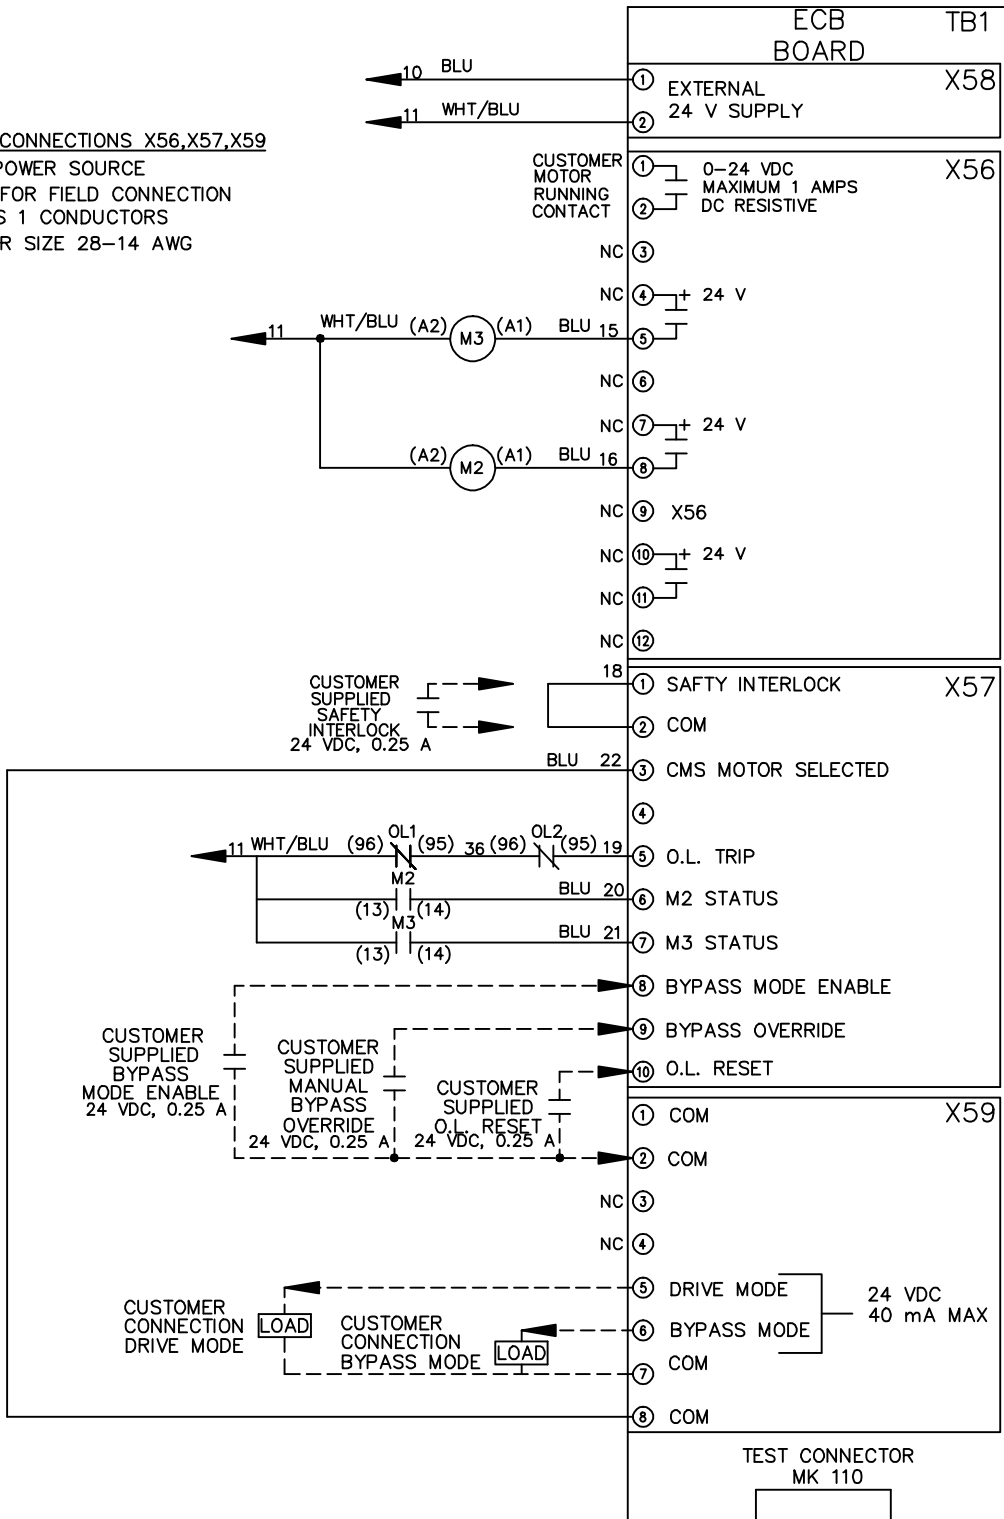 ECB TB1
BOARD
10 BLU
1 EXTERNAL X58
11 WHT/BLU
2 24 V SUPPLY
CONNECTIONS X56,X57,X59
POWER SOURCE
FOR FIELD CONNECTION
S 1 CONDUCTORS
R SIZE 28-14 AWG
CUSTOMER
MOTOR
RUNNING
CONTACT
1 0-24 VDC X56
MAXIMUM 1 AMPS
2 DC RESISTIVE
NC 3
NC 4 + 24 V
11 WHT/BLU (A2) M3 (A1) BLU 15 5
NC 6
NC 7 + 24 V
(A2) M2 (A1) BLU 16 8
NC 9 X56
NC 10 + 24 V
NC 11
NC 12
CUSTOMER
SUPPLIED
SAFETY
INTERLOCK
24 VDC, 0.25 A
18 1 SAFTY INTERLOCK X57
2 COM
BLU 22 3 CMS MOTOR SELECTED
4
11 WHT/BLU (96) OL1 (95) 36 (96) OL2 (95) 19 5 O.L. TRIP
M2
(13) (14) BLU 20 6 M2 STATUS
M3
(13) (14) BLU 21 7 M3 STATUS
8 BYPASS MODE ENABLE
9 BYPASS OVERRIDE
10 O.L. RESET
CUSTOMER
SUPPLIED
BYPASS
MODE ENABLE
24 VDC, 0.25 A
CUSTOMER
SUPPLIED
MANUAL
BYPASS
OVERRIDE
24 VDC, 0.25 A
CUSTOMER
SUPPLIED
O.L. RESET
24 VDC, 0.25 A
1 COM X59
2 COM
NC 3
NC 4
5 DRIVE MODE
6 BYPASS MODE
24 VDC
40 mA MAX
CUSTOMER
CONNECTION
DRIVE MODE
LOAD
CUSTOMER
CONNECTION
BYPASS MODE
LOAD
7 COM
8 COM
TEST CONNECTOR
MK 110